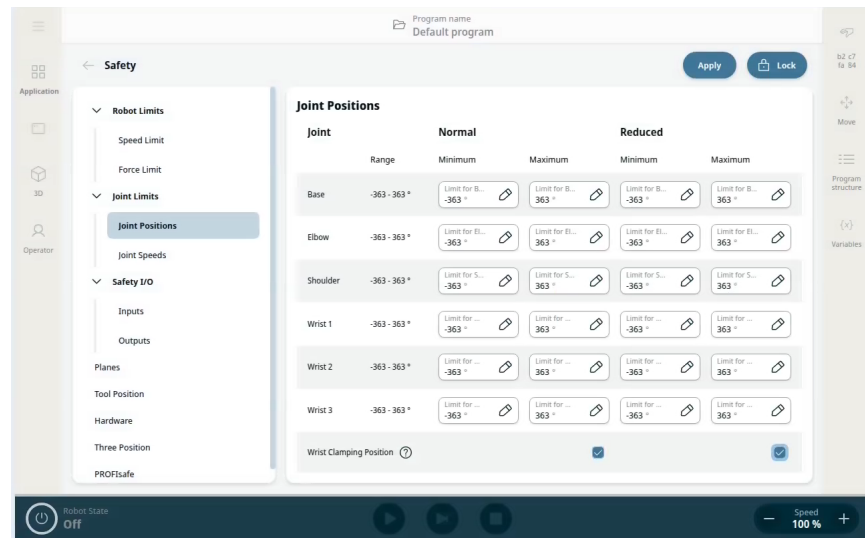 Program name
Default program
Safety
Apply
Lock
b2 c7
fa 84
Application
3D
Operator
Move
Program
structure
{x}
Variables
Robot Limits
Speed Limit
Force Limit
Joint Limits
Joint Positions
Joint Speeds
Safety I/O
Inputs
Outputs
Planes
Tool Position
Hardware
Three Position
PROFIsafe
Joint Positions
Joint Normal Reduced
Range Minimum Maximum Minimum Maximum
Limit for B... Limit for B... Limit for B... Limit for B...
Base -363 - 363 ° -363 ° 363 ° -363 ° 363 °
Limit for El... Limit for El... Limit for El... Limit for El...
Elbow -363 - 363 ° -363 ° 363 ° -363 ° 363 °
Limit for S... Limit for S... Limit for S... Limit for S...
Shoulder -363 - 363 ° -363 ° 363 ° -363 ° 363 °
Limit for ... Limit for ... Limit for ... Limit for ...
Wrist 1 -363 - 363 ° -363 ° 363 ° -363 ° 363 °
Limit for ... Limit for ... Limit for ... Limit for ...
Wrist 2 -363 - 363 ° -363 ° 363 ° -363 ° 363 °
Limit for ... Limit for ... Limit for ... Limit for ...
Wrist 3 -363 - 363 ° -363 ° 363 ° -363 ° 363 °
Wrist Clamping Position ?
Robot State
Off
Speed
100 %